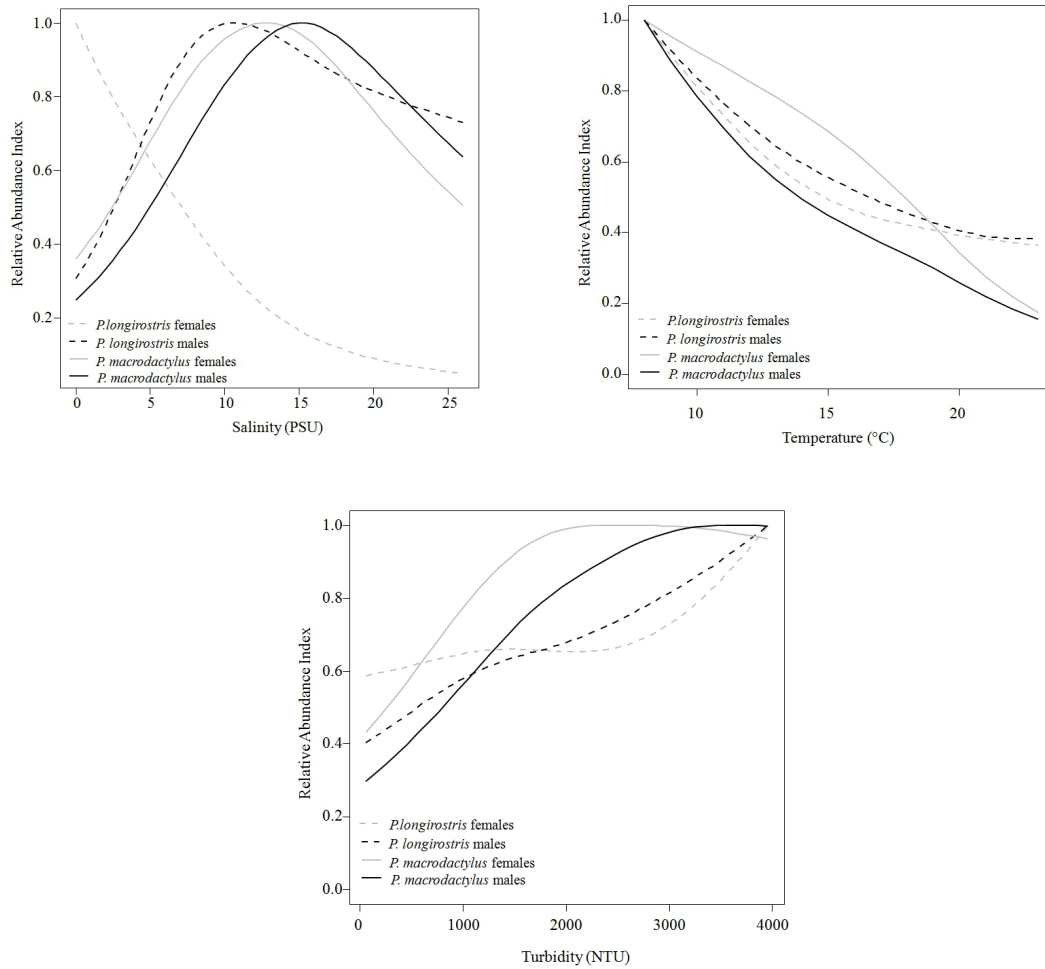 Relative Abundance Index
1.0
0.8
0.6
0.4
0.2
P.longirostris females
P. longirostris males
P. macrodactylus females
P. macrodactylus males
0 5 10 15 20 25
Salinity (PSU)
Relative Abundance Index
1.0
0.8
0.6
0.4
0.2
0.0
P.longirostris females
P. longirostris males
P. macrodactylus females
P. macrodactylus males
10 15 20
Temperature (°C)
Relative Abundance Index
1.0
0.8
0.6
0.4
0.2
0.0
P.longirostris females
P. longirostris males
P. macrodactylus females
P. macrodactylus males
0 1000 2000 3000 4000
Turbidity (NTU)